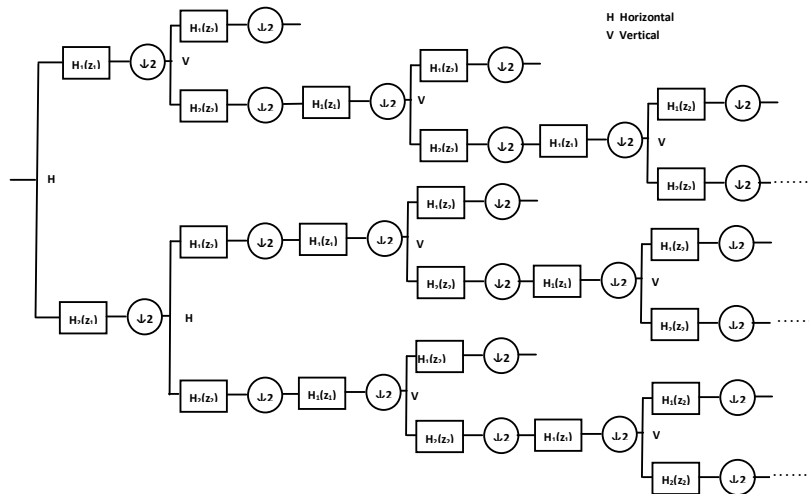 H₁(z₂) ↓2 H Horizontal
V Vertical
H₁(z₁) ↓2 V H₁(z₂) ↓2
H₂(z₂) ↓2 H₁(z₁) ↓2 V H₁(z₂) ↓2
H₂(z₂) ↓2 H₁(z₁) ↓2 V
H H₂(z₂) ↓2 ......
H₁(z₂) ↓2
H₁(z₂) ↓2 H₁(z₁) ↓2 V H₁(z₂) ↓2
H₂(z₂) ↓2 H₁(z₁) ↓2 V
H₂(z₁) ↓2 H H₂(z₂) ↓2 ......
H₁(z₂) ↓2
H₂(z₂) ↓2 H₁(z₁) ↓2 V H₁(z₂) ↓2
H₂(z₂) ↓2 H₁(z₁) ↓2 V
H₂(z₂) ↓2 ......